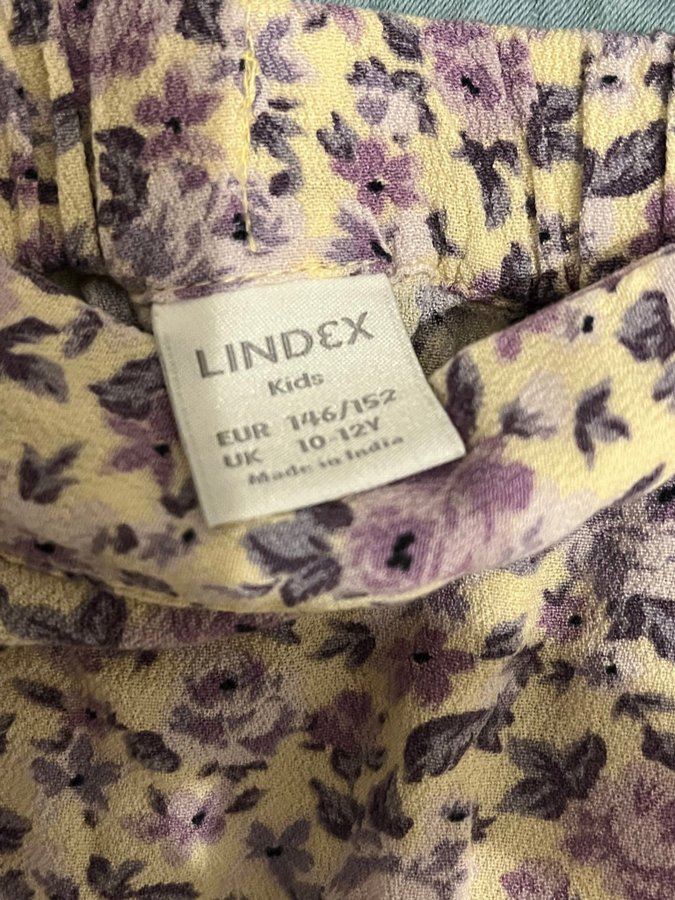 LINDEX
Kids
EUR 146/152
UK 10-12Y
Made in India